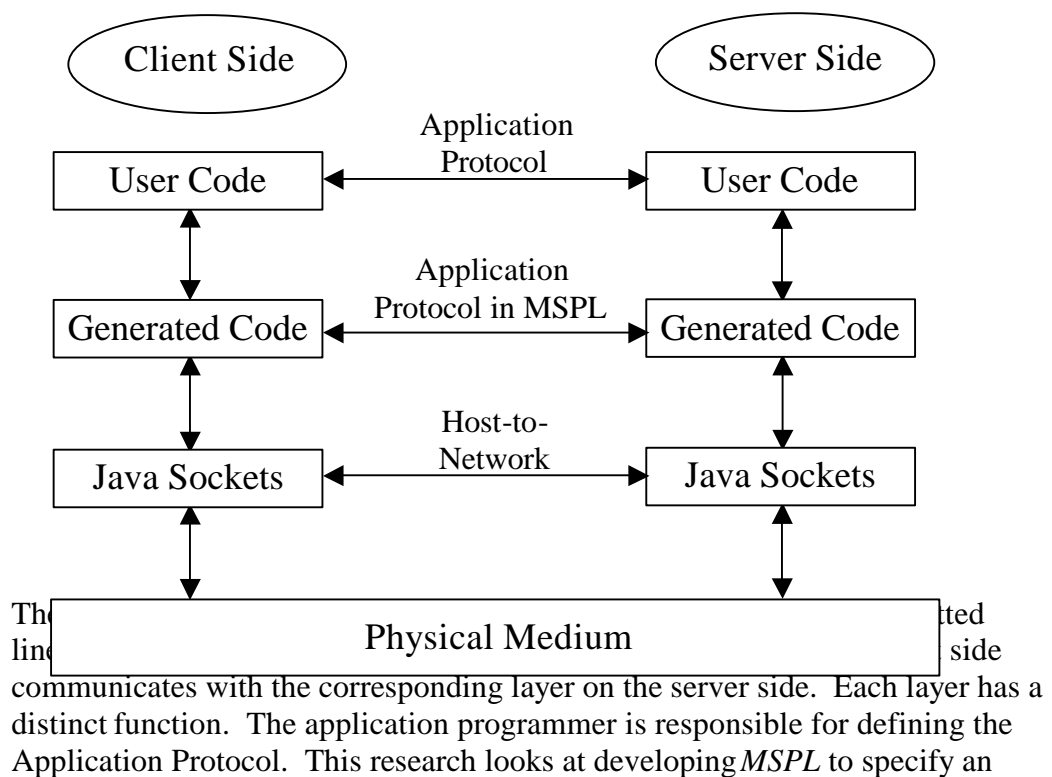 Client Side
Server Side
Application
Protocol
User Code
User Code
Application
Protocol in MSPL
Generated Code
Generated Code
Host-to-
Network
Java Sockets
Java Sockets
Physical Medium
side
communicates with the corresponding layer on the server side. Each layer has a
distinct function. The application programmer is responsible for defining the
Application Protocol. This research looks at developing MSPL to specify an